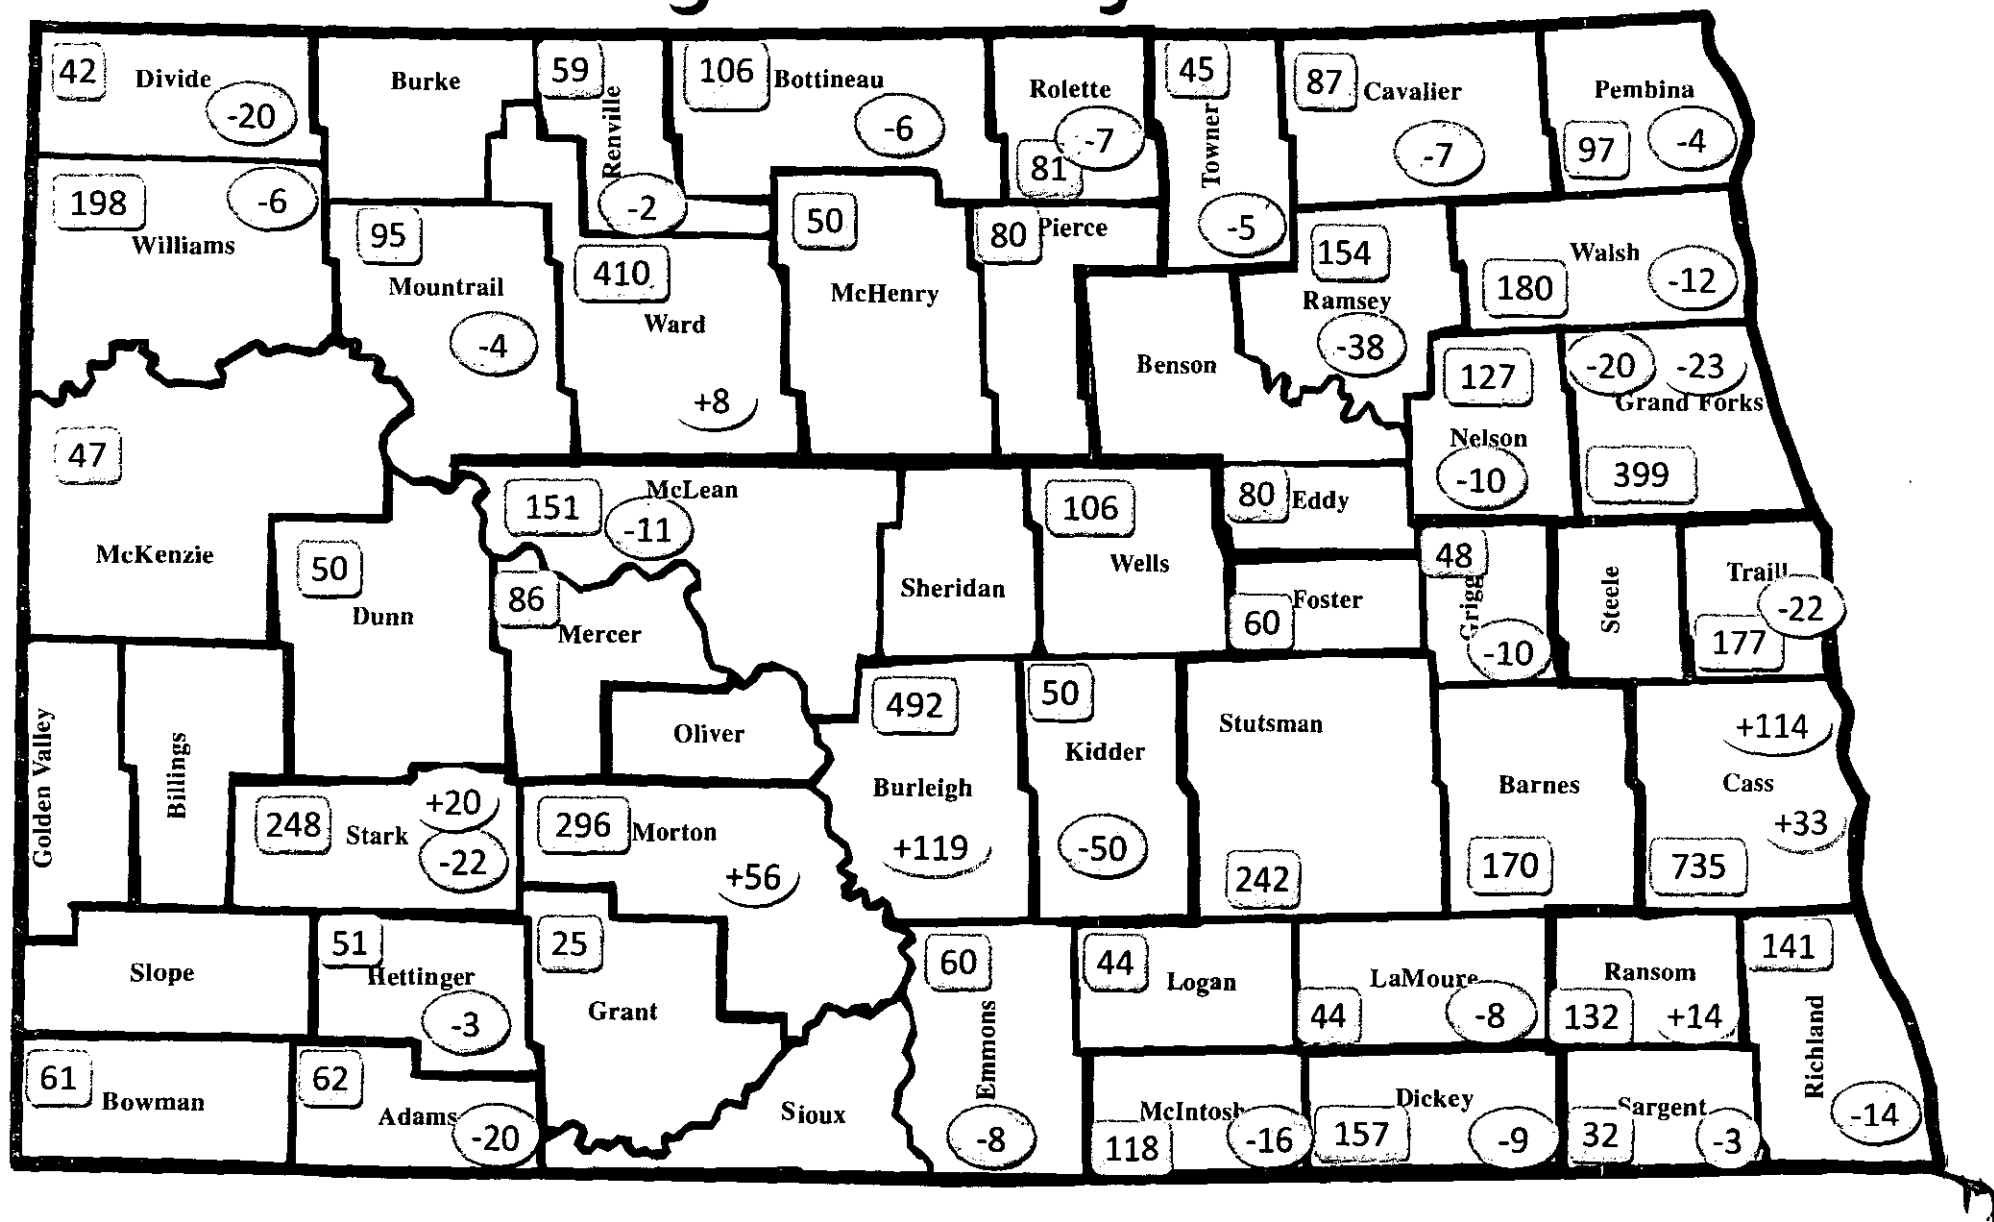 42 Divide -20
Burke
59 Renville -2
106 Bottineau -6
Rolette -7 81
45 Towner -5
87 Cavalier -7
Pembina 97 -4
198 -6 Williams
95 Mountrail -4
410 Ward +8
50 McHenry
80 Pierce
Benson
154 Ramsey -38
Walsh 180 -12
127 Nelson -10
-20 -23 Grand Forks 399
47 McKenzie
50 Dunn
151 McLean -11
86 Mercer
Sheridan
106 Wells
80 Eddy
Foster 60
48 Grigg -10
Steele
Traill -22 177
Golden Valley
Billings
248 Stark +20 -22
Oliver
296 Morton +56
492 Burleigh +119
50 Kidder -50
Stutsman 242
Barnes 170
+114 Cass +33 735
Slope
51 Hettinger -3
25 Grant
60 Emmons -8
44 Logan
LaMoure 44 -8
Ransom 132 +14
141 Richland -14
61 Bowman
62 Adams -20
Sioux
McIntosh 118 -16
Dickey 157 -9
Sargent 32 -3